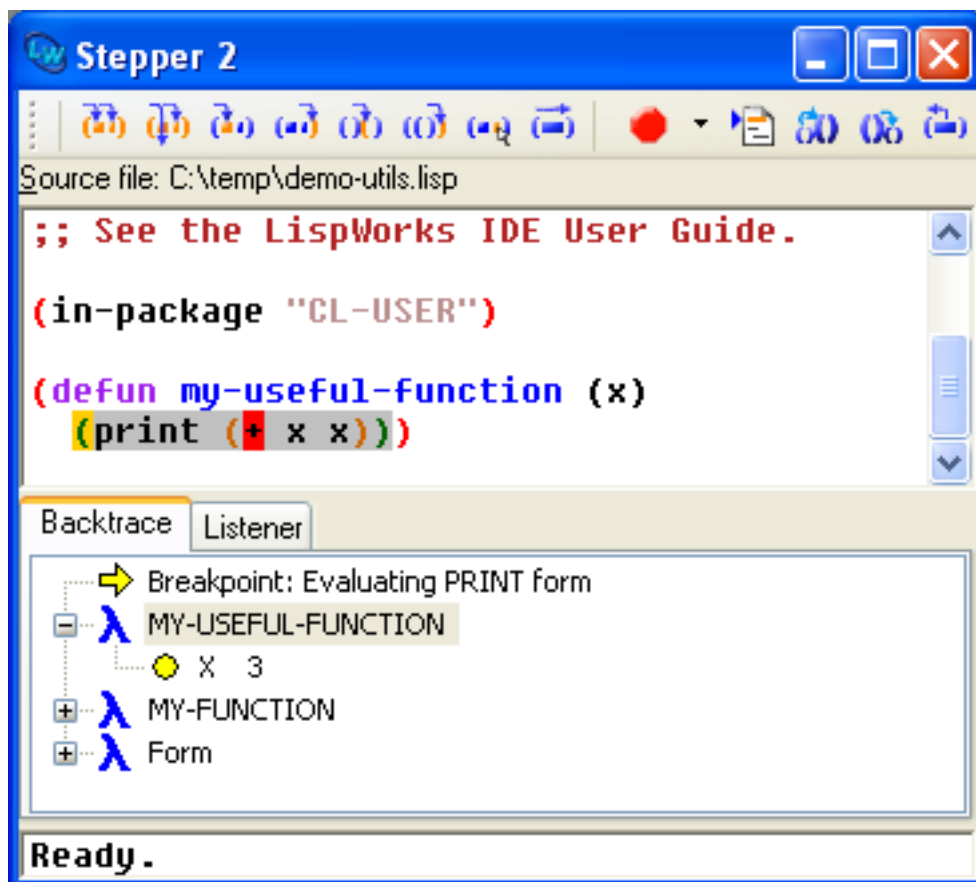 Stepper 2
Source file: C:\temp\demo-utils.lisp
;; See the LispWorks IDE User Guide.
(in-package "CL-USER")
(defun my-useful-function (x)
(print (+ x x)))
Backtrace Listener
Breakpoint: Evaluating PRINT form
λ MY-USEFUL-FUNCTION
X 3
λ MY-FUNCTION
λ Form
Ready.